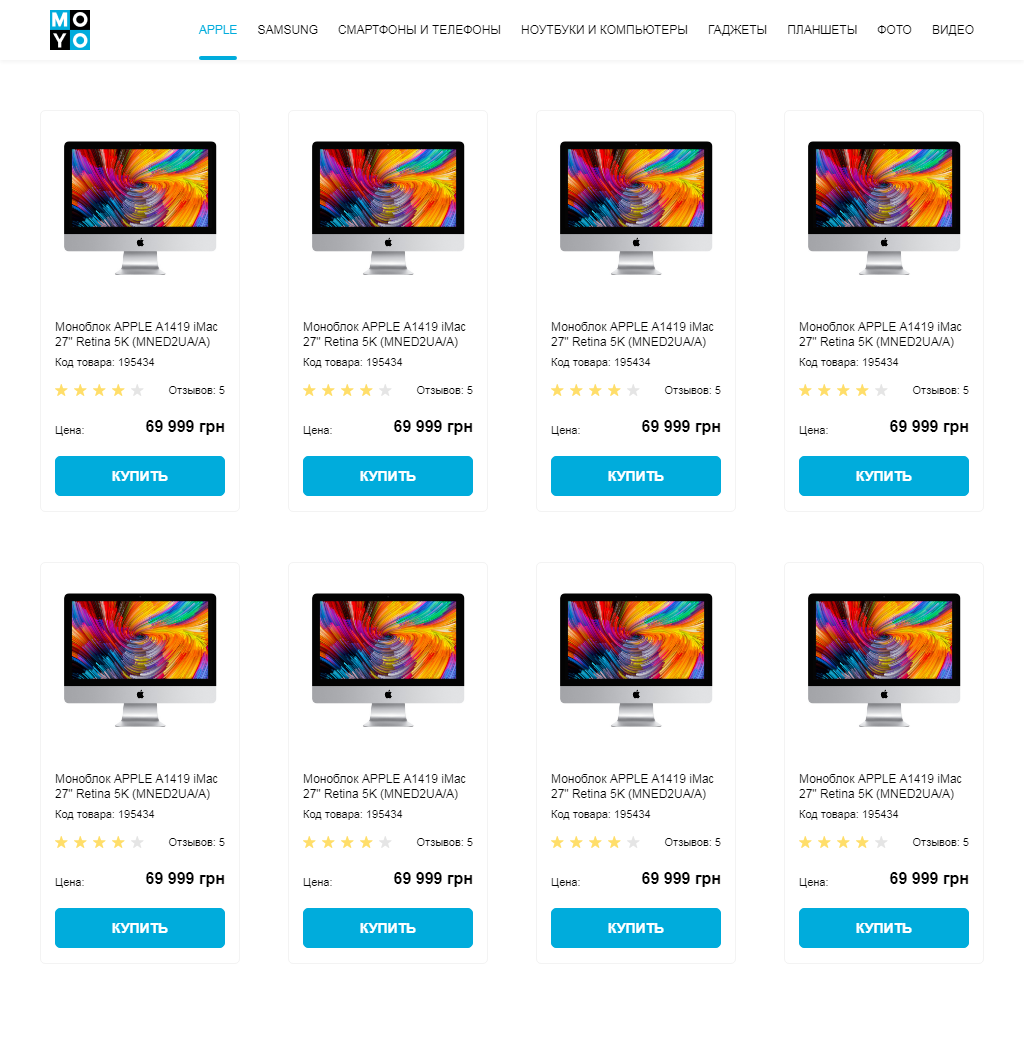 MO
YO
APPLE SAMSUNG СМАРТФОНЫ И ТЕЛЕФОНЫ НОУТБУКИ И КОМПЬЮТЕРЫ ГАДЖЕТЫ ПЛАНШЕТЫ ФОТО ВИДЕО
Моноблок APPLE A1419 iMac
27" Retina 5K (MNED2UA/A)
Код товара: 195434
Отзывов: 5
Цена: 69 999 грн
КУПИТЬ
Моноблок APPLE A1419 iMac
27" Retina 5K (MNED2UA/A)
Код товара: 195434
Отзывов: 5
Цена: 69 999 грн
КУПИТЬ
Моноблок APPLE A1419 iMac
27" Retina 5K (MNED2UA/A)
Код товара: 195434
Отзывов: 5
Цена: 69 999 грн
КУПИТЬ
Моноблок APPLE A1419 iMac
27" Retina 5K (MNED2UA/A)
Код товара: 195434
Отзывов: 5
Цена: 69 999 грн
КУПИТЬ
Моноблок APPLE A1419 iMac
27" Retina 5K (MNED2UA/A)
Код товара: 195434
Отзывов: 5
Цена: 69 999 грн
КУПИТЬ
Моноблок APPLE A1419 iMac
27" Retina 5K (MNED2UA/A)
Код товара: 195434
Отзывов: 5
Цена: 69 999 грн
КУПИТЬ
Моноблок APPLE A1419 iMac
27" Retina 5K (MNED2UA/A)
Код товара: 195434
Отзывов: 5
Цена: 69 999 грн
КУПИТЬ
Моноблок APPLE A1419 iMac
27" Retina 5K (MNED2UA/A)
Код товара: 195434
Отзывов: 5
Цена: 69 999 грн
КУПИТЬ